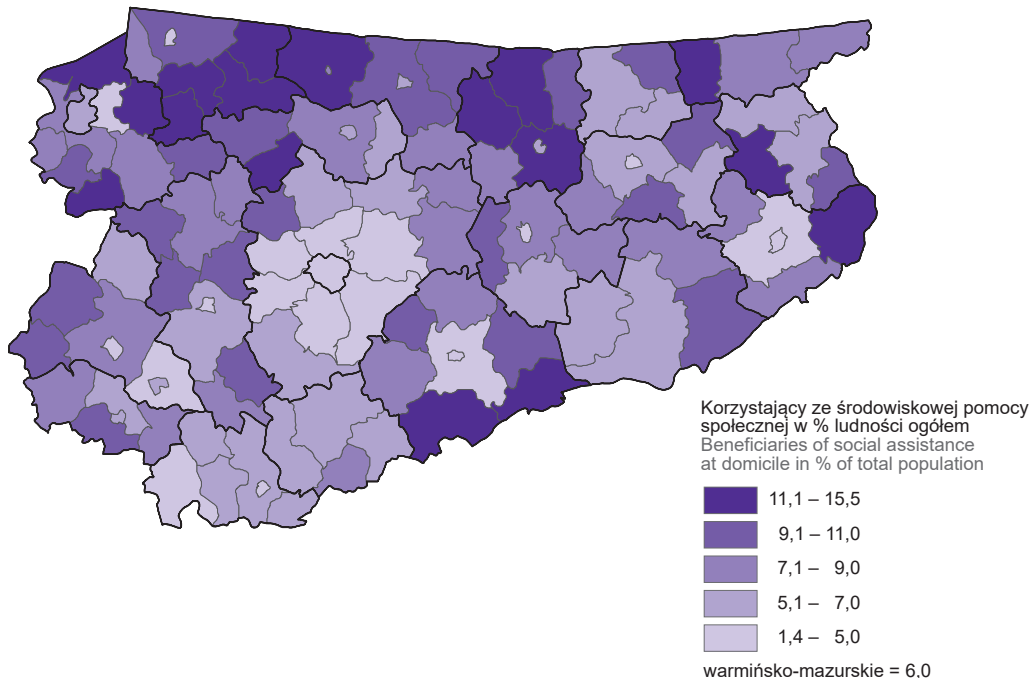 Korzystający ze środowiskowej pomocy
społecznej w % ludności ogółem
Beneficiaries of social assistance
at domicile in % of total population
11,1 – 15,5
9,1 – 11,0
7,1 – 9,0
5,1 – 7,0
1,4 – 5,0
warmińsko-mazurskie = 6,0